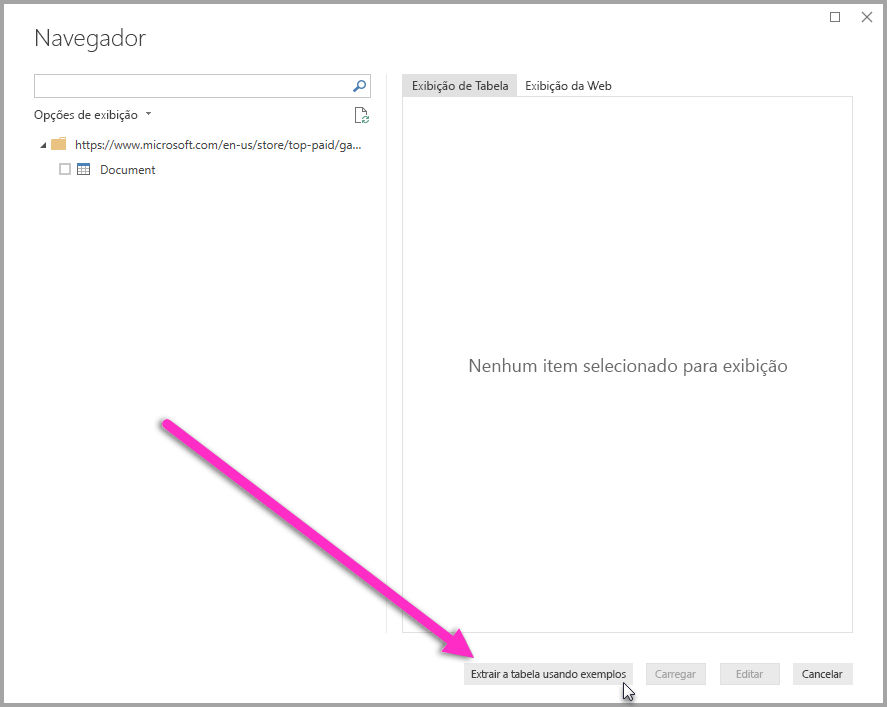 Navegador
Opções de exibição
https://www.microsoft.com/en-us/store/top-paid/ga...
Document
Exibição de Tabela
Exibição da Web
Nenhum item selecionado para exibição
Extrair a tabela usando exemplos
Carregar
Editar
Cancelar